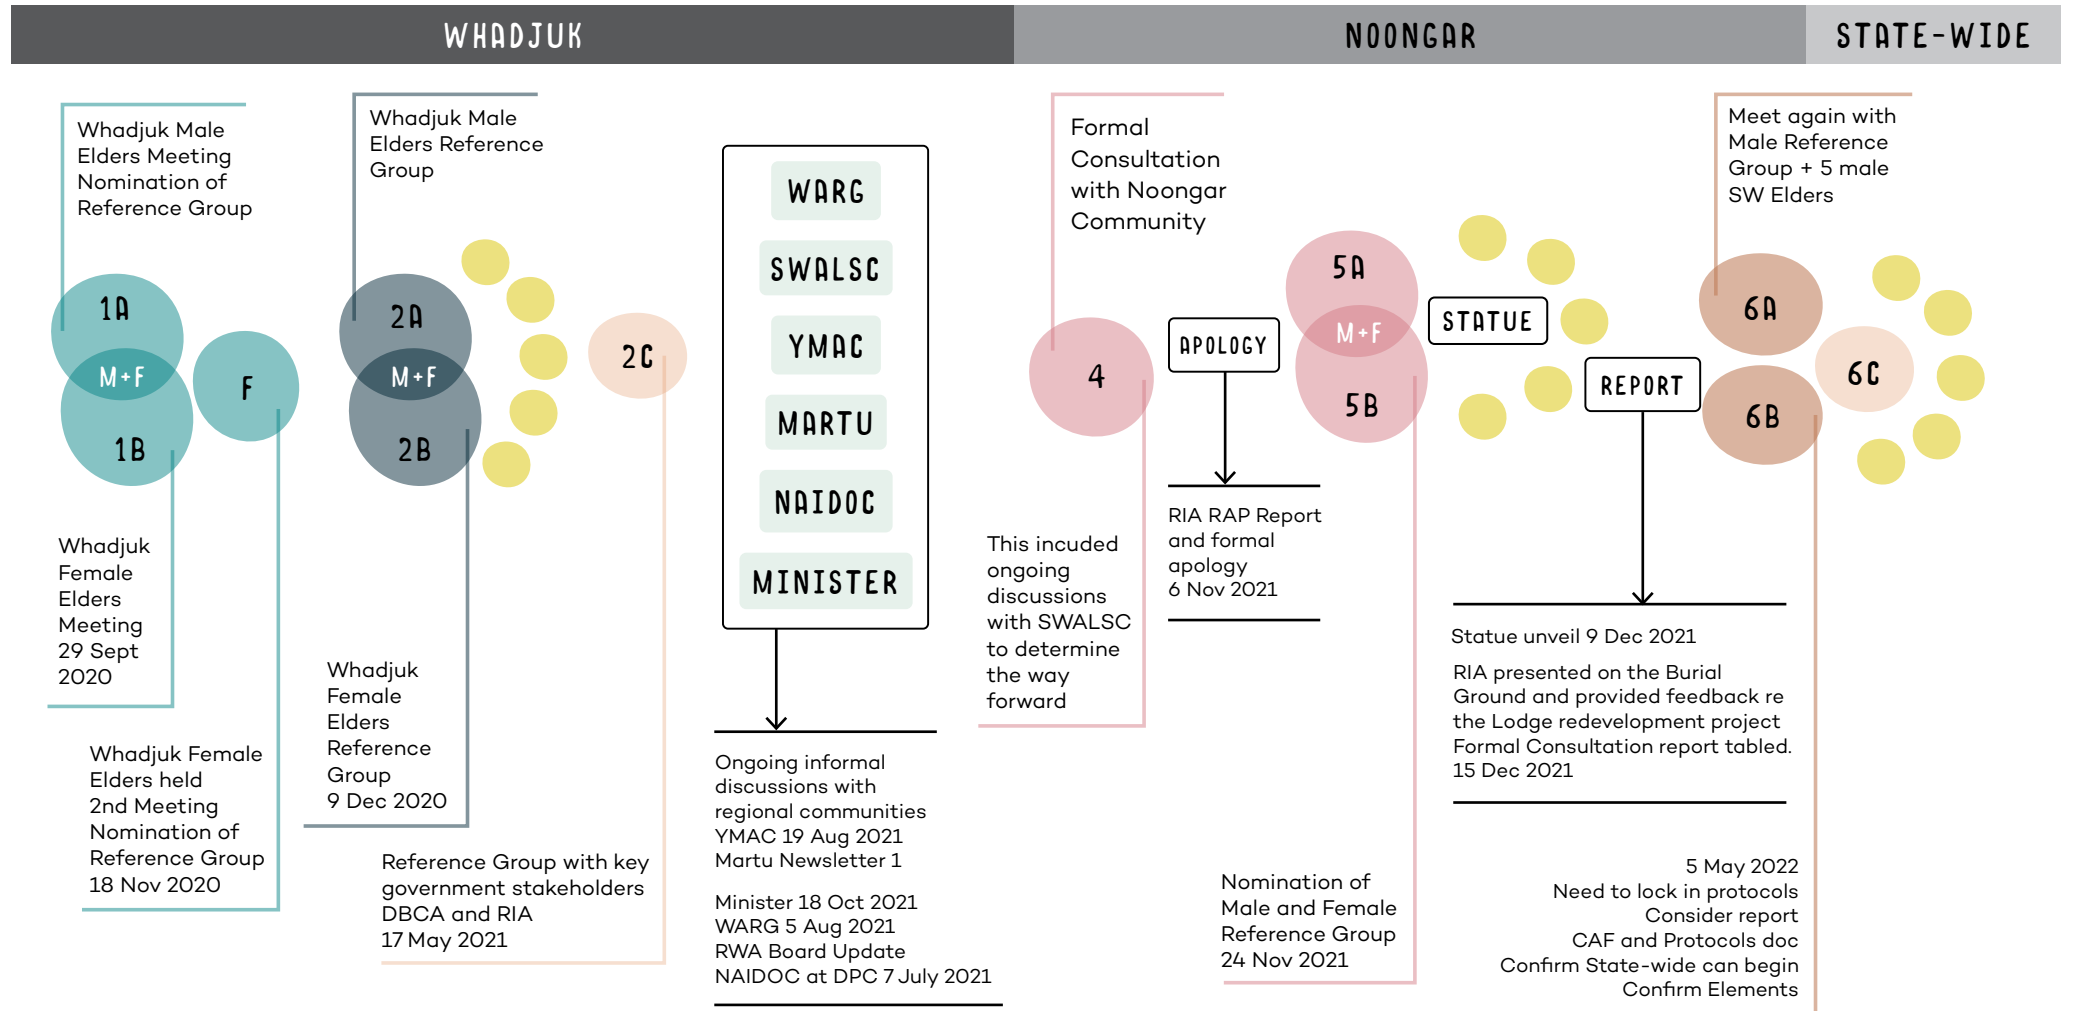 WHADJUK
NOONGAR
STATE-WIDE
Whadjuk Male
Elders Meeting
Nomination of
Reference Group
1A
M+F
1B
F
Whadjuk
Female
Elders
Meeting
29 Sept
2020
Whadjuk Female
Elders held
2nd Meeting
Nomination of
Reference Group
18 Nov 2020
Whadjuk Male
Elders Reference
Group
2A
M+F
2B
2C
Whadjuk
Female
Elders
Reference
Group
9 Dec 2020
Reference Group with key
government stakeholders
DBCA and RIA
17 May 2021
WARG
SWALSC
YMAC
MARTU
NAIDOC
MINISTER
Ongoing informal
discussions with
regional communities
YMAC 19 Aug 2021
Martu Newsletter 1
Minister 18 Oct 2021
WARG 5 Aug 2021
RWA Board Update
NAIDOC at DPC 7 July 2021
Formal
Consultation
with Noongar
Community
4
This incuded
ongoing
discussions
with SWALSC
to determine
the way
forward
APOLOGY
RIA RAP Report
and formal
apology
6 Nov 2021
5A
M+F
5B
Nomination of
Male and Female
Reference Group
24 Nov 2021
STATUE
REPORT
Statue unveil 9 Dec 2021
RIA presented on the Burial
Ground and provided feedback re
the Lodge redevelopment project
Formal Consultation report tabled.
15 Dec 2021
Meet again with
Male Reference
Group + 5 male
SW Elders
6A
6C
6B
5 May 2022
Need to lock in protocols
Consider report
CAF and Protocols doc
Confirm State-wide can begin
Confirm Elements